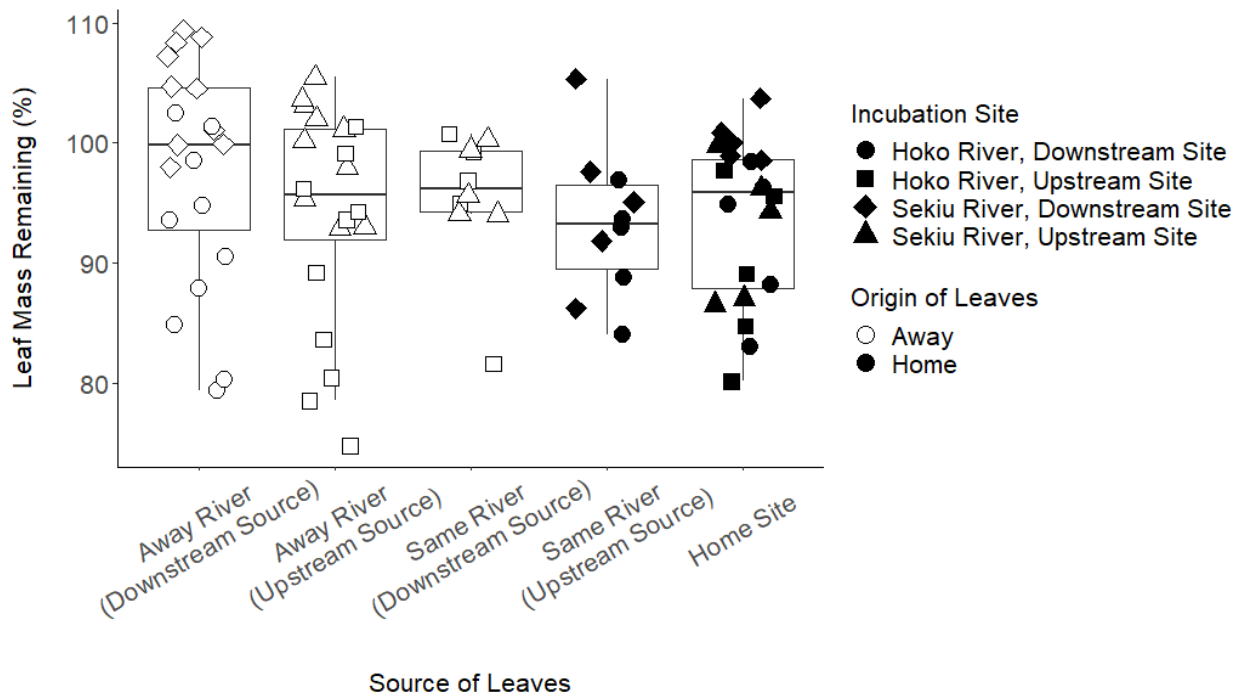 Leaf Mass Remaining (%)
110
100
90
80
Away River
(Downstream Source)
Away River
(Upstream Source)
Same River
(Downstream Source)
Same River
(Upstream Source)
Home Site
Source of Leaves
Incubation Site
Hoko River, Downstream Site
Hoko River, Upstream Site
Sekiu River, Downstream Site
Sekiu River, Upstream Site
Origin of Leaves
Away
Home